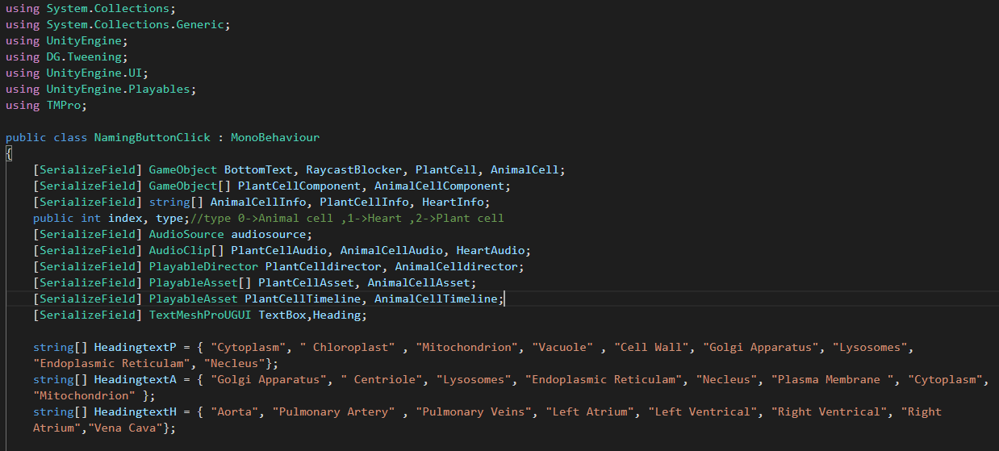 using System.Collections;
using System.Collections.Generic;
using UnityEngine;
using DG.Tweening;
using UnityEngine.UI;
using UnityEngine.Playables;
using TMPro;
public class NamingButtonClick : MonoBehaviour
{
[SerializeField] GameObject BottomText, RaycastBlocker, PlantCell, AnimalCell;
[SerializeField] GameObject[] PlantCellComponent, AnimalCellComponent;
[SerializeField] string[] AnimalCellInfo, PlantCellInfo, HeartInfo;
public int index, type;//type 0->Animal cell ,1->Heart ,2->Plant cell
[SerializeField] AudioSource audiosource;
[SerializeField] AudioClip[] PlantCellAudio, AnimalCellAudio, HeartAudio;
[SerializeField] PlayableDirector PlantCelldirector, AnimalCelldirector;
[SerializeField] PlayableAsset[] PlantCellAsset, AnimalCellAsset;
[SerializeField] PlayableAsset PlantCellTimeline, AnimalCellTimeline;
[SerializeField] TextMeshProUGUI TextBox,Heading;
string[] HeadingtextP = { "Cytoplasm", " Chloroplast" , "Mitochondrion", "Vacuole" , "Cell Wall", "Golgi Apparatus", "Lysosomes",
"Endoplasmic Reticulam", "Necleus"};
string[] HeadingtextA = { "Golgi Apparatus", " Centriole", "Lysosomes", "Endoplasmic Reticulam", "Necleus", "Plasma Membrane ", "Cytoplasm",
"Mitochondrion" };
string[] HeadingtextH = { "Aorta", "Pulmonary Artery" , "Pulmonary Veins", "Left Atrium", "Left Ventrical", "Right Ventrical", "Right
Atrium","Vena Cava"};